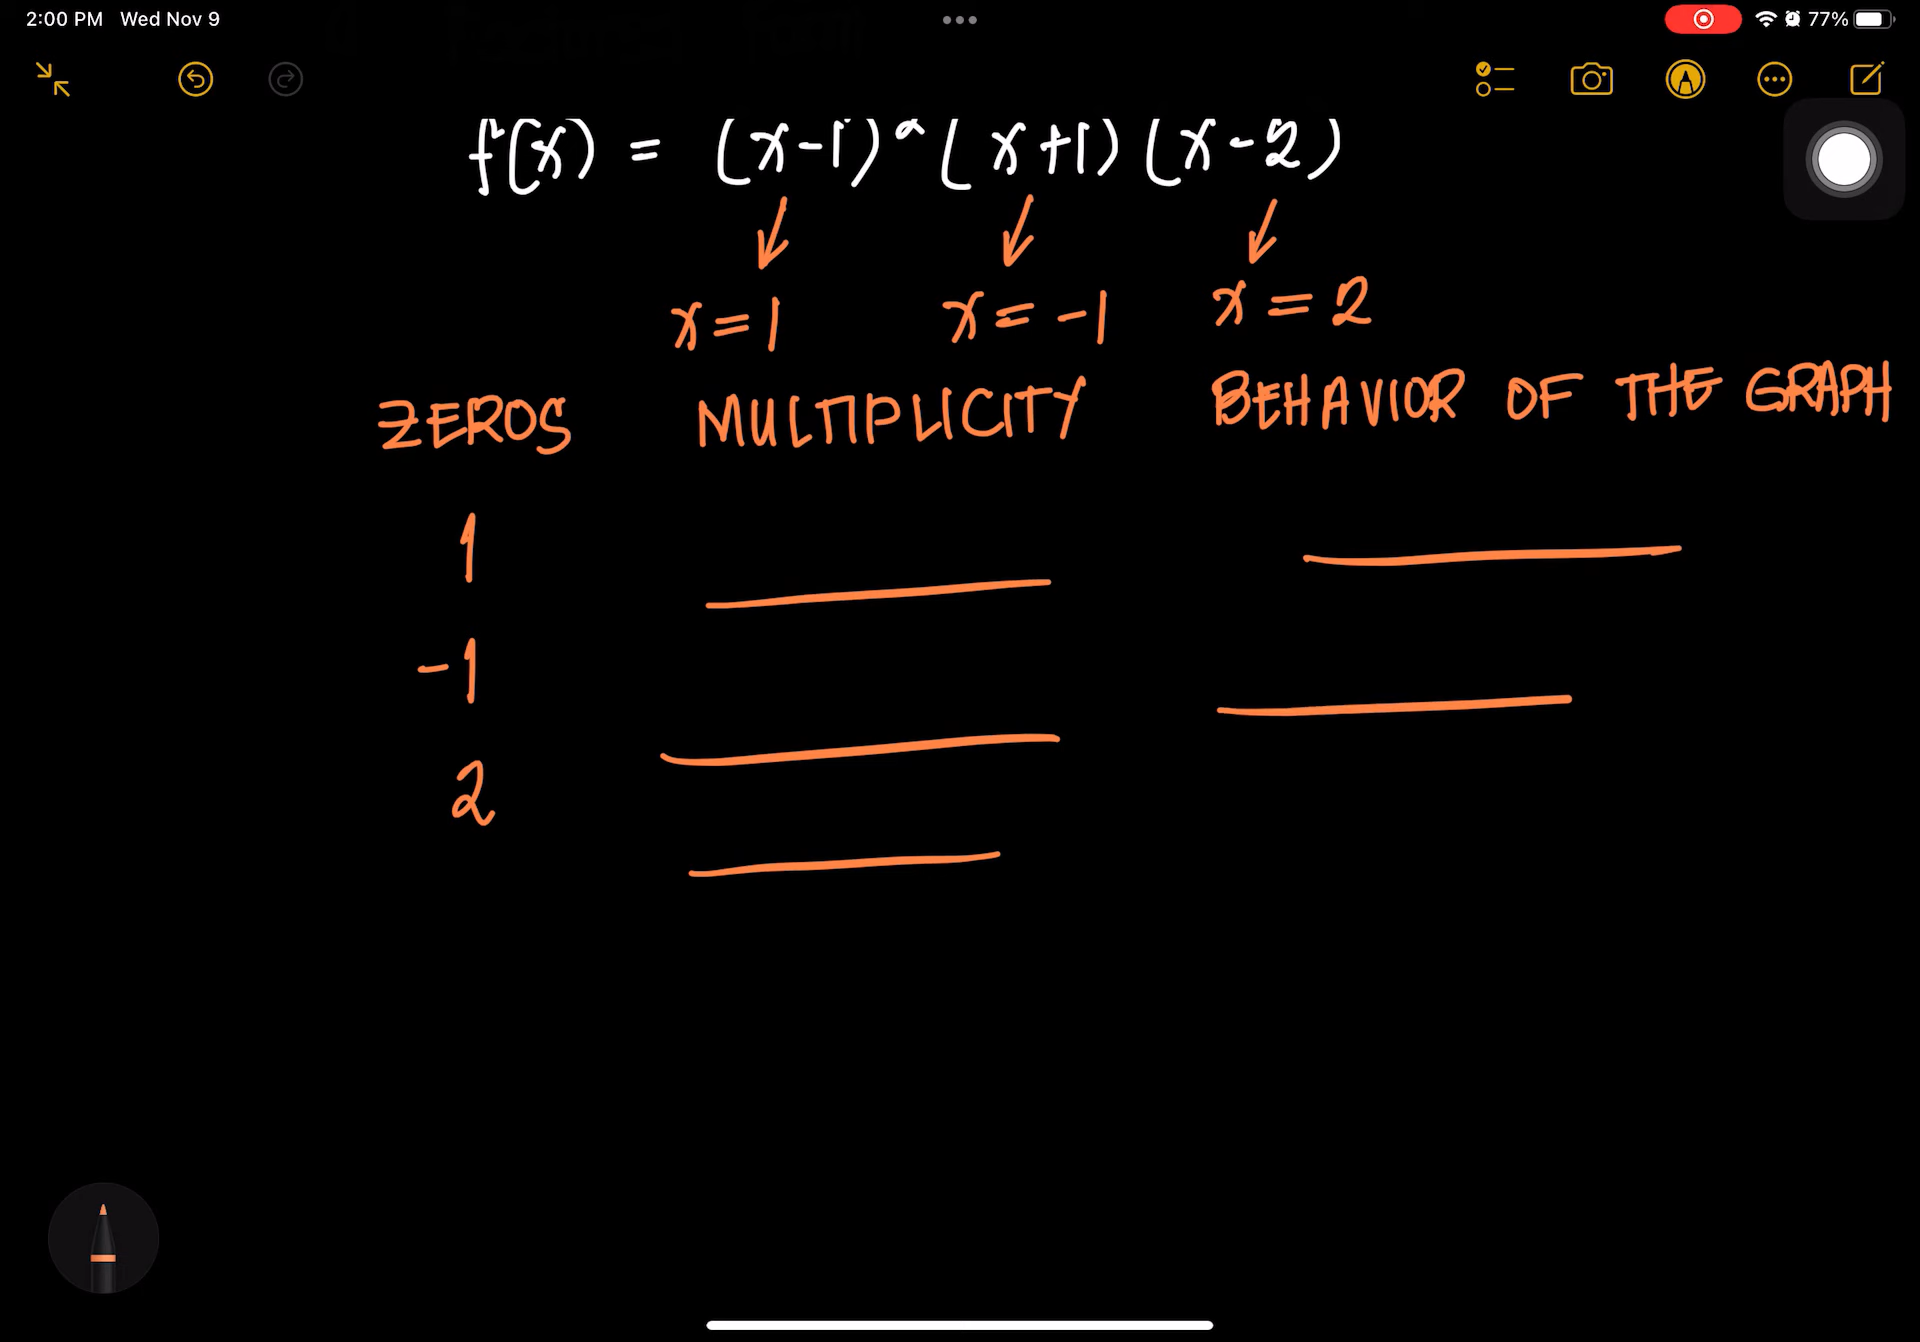 2:00 PM Wed Nov 9 77%
f(x) = (x-1)² (x+1) (x-2)
x=1 x=-1 x=2
ZEROS MULTIPLICITY BEHAVIOR OF THE GRAPH
1
-1
2